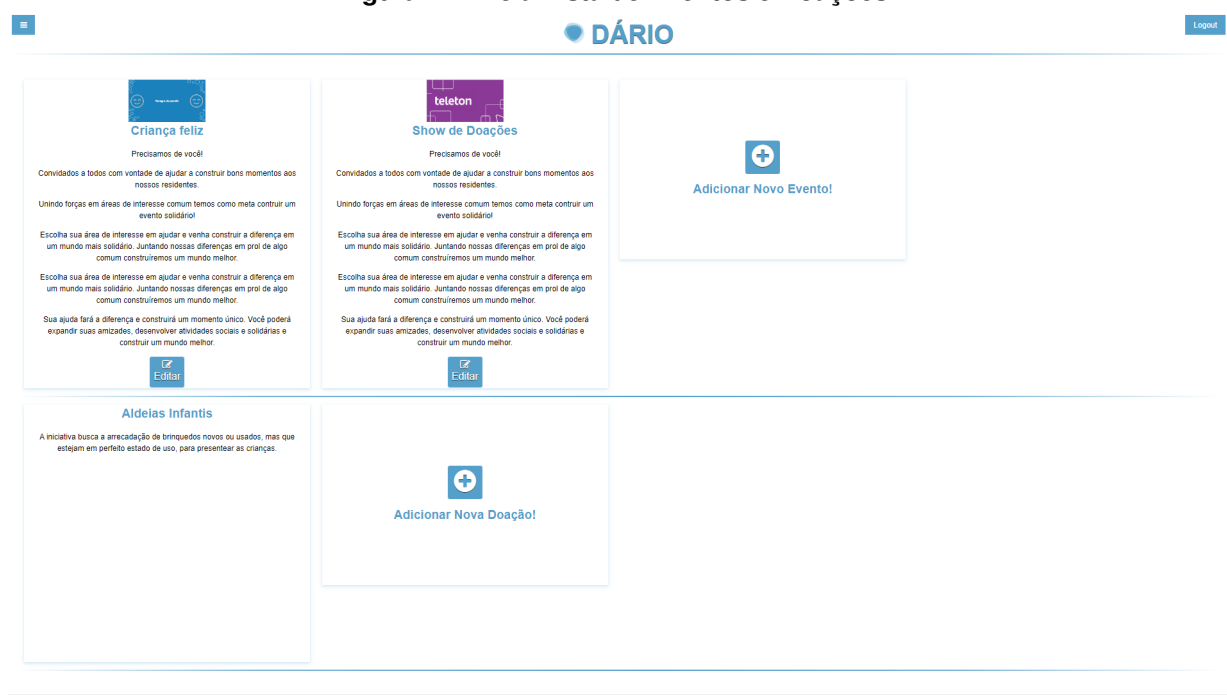 DÁRIO
Logout
Criança feliz
Precisamos de você!
Convidados a todos com vontade de ajudar a construir bons momentos aos
nossos residentes.
Unindo forças em áreas de interesse comum temos como meta contruir um
evento solidário!
Escolha sua área de interesse em ajudar e venha construir a diferença em
um mundo mais solidário. Juntando nossas diferenças em prol de algo
comum construíremos um mundo melhor.
Escolha sua área de interesse em ajudar e venha construir a diferença em
um mundo mais solidário. Juntando nossas diferenças em prol de algo
comum construíremos um mundo melhor.
Sua ajuda fará a diferença e construirá um momento único. Você poderá
expandir suas amizades, desenvolver atividades sociais e solidárias e
construir um mundo melhor.
Editar
teleton
Show de Doações
Precisamos de você!
Convidados a todos com vontade de ajudar a construir bons momentos aos
nossos residentes.
Unindo forças em áreas de interesse comum temos como meta contruir um
evento solidário!
Escolha sua área de interesse em ajudar e venha construir a diferença em
um mundo mais solidário. Juntando nossas diferenças em prol de algo
comum construíremos um mundo melhor.
Escolha sua área de interesse em ajudar e venha construir a diferença em
um mundo mais solidário. Juntando nossas diferenças em prol de algo
comum construíremos um mundo melhor.
Sua ajuda fará a diferença e construirá um momento único. Você poderá
expandir suas amizades, desenvolver atividades sociais e solidárias e
construir um mundo melhor.
Editar
Adicionar Novo Evento!
Aldeias Infantis
A iniciativa busca a arrecadação de brinquedos novos ou usados, mas que
estejam em perfeito estado de uso, para presentear as crianças.
Adicionar Nova Doação!